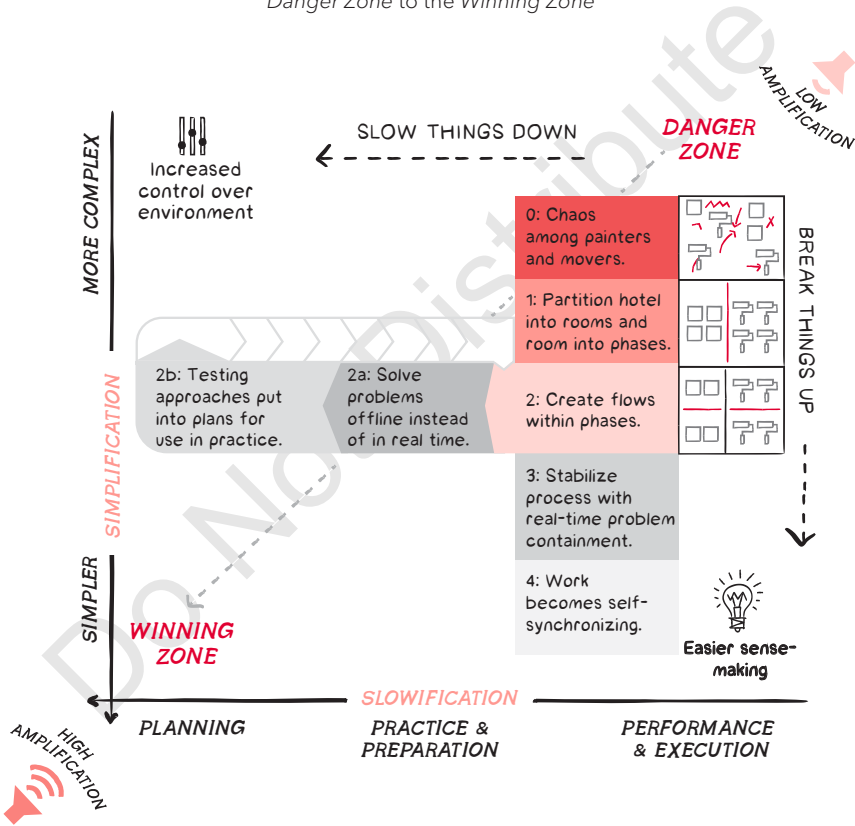 Danger Zone to the Winning Zone
LOW
AMPLIFICATION
SLOW THINGS DOWN
DANGER
ZONE
Increased
control over
environment
MORE COMPLEX
0: Chaos
among painters
and movers.
1: Partition hotel
into rooms and
room into phases.
BREAK THINGS UP
2b: Testing
approaches put
into plans for
use in practice.
2a: Solve
problems
offline instead
of in real time.
2: Create flows
within phases.
SIMPLIFICATION
3: Stabilize
process with
real-time problem
containment.
4: Work
becomes self-
synchronizing.
SIMPLER
WINNING
ZONE
Easier sense-
making
SLOWIFICATION
PLANNING
PRACTICE &
PREPARATION
PERFORMANCE
& EXECUTION
HIGH
AMPLIFICATION
Do Not Distribute